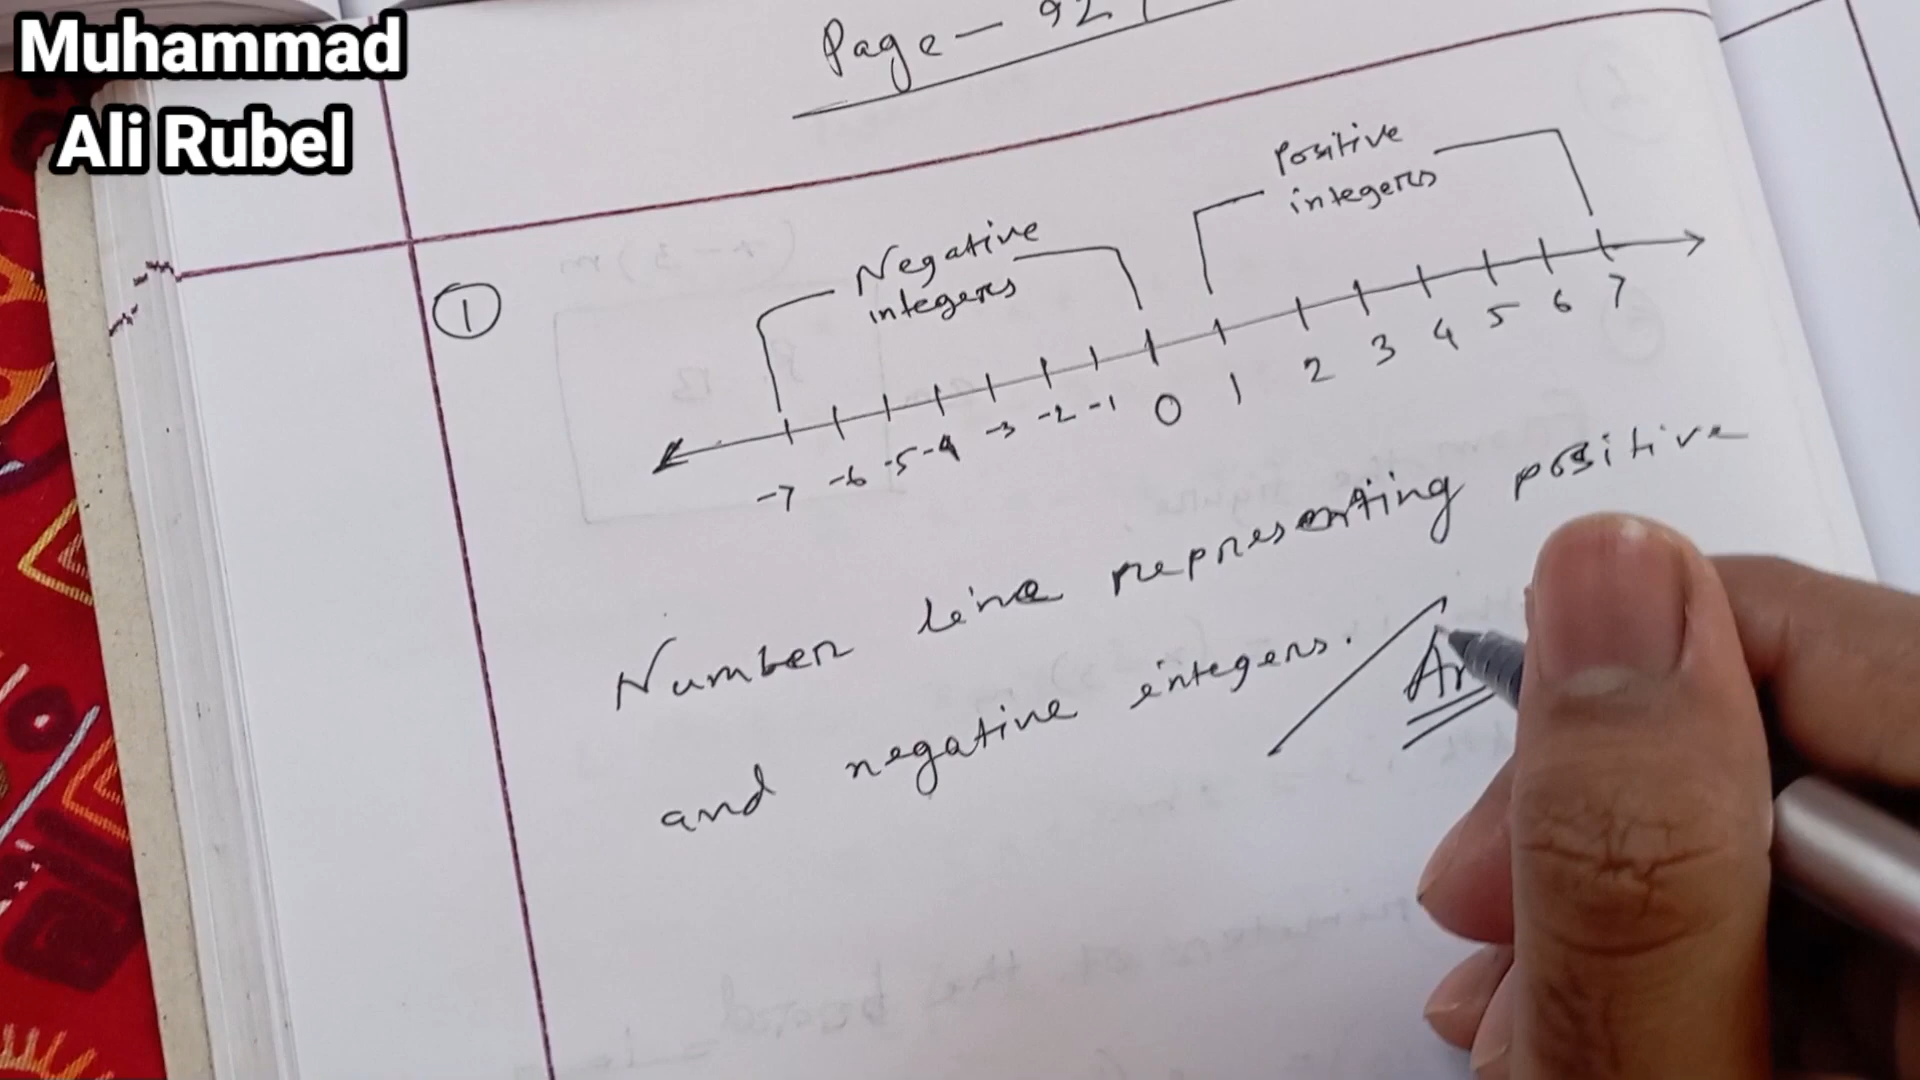 Muhammad
Ali Rubel
Page - 92
Positive
integers
Negative
integers
1
-7 -6 -5 -4 -3 -2 -1 0 1 2 3 4 5 6 7
Number line representing positive
and negative integers.